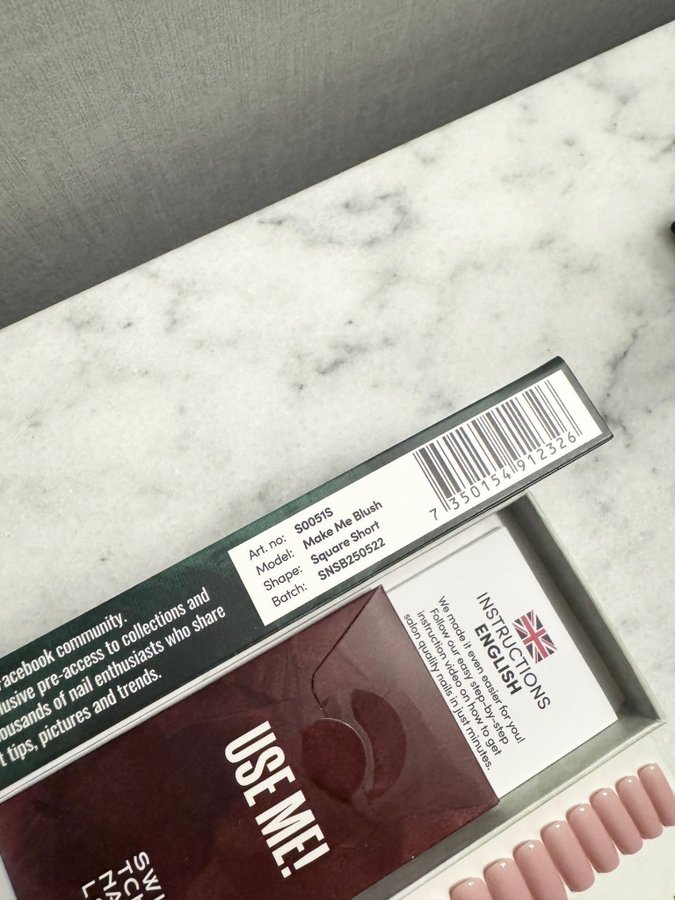 Art. no: S0051S
Model: Make Me Blush
Shape: Square Short
Batch: SNSB250522
7 350154 912326
Facebook community.
pre-access to collections and
of nail enthusiasts who share
tips, pictures and trends.
INSTRUCTIONS
ENGLISH
We made it even easier for you!
Follow our easy step-by-step
instruction video on how to get
salon quality nails in just minutes.
USE ME!